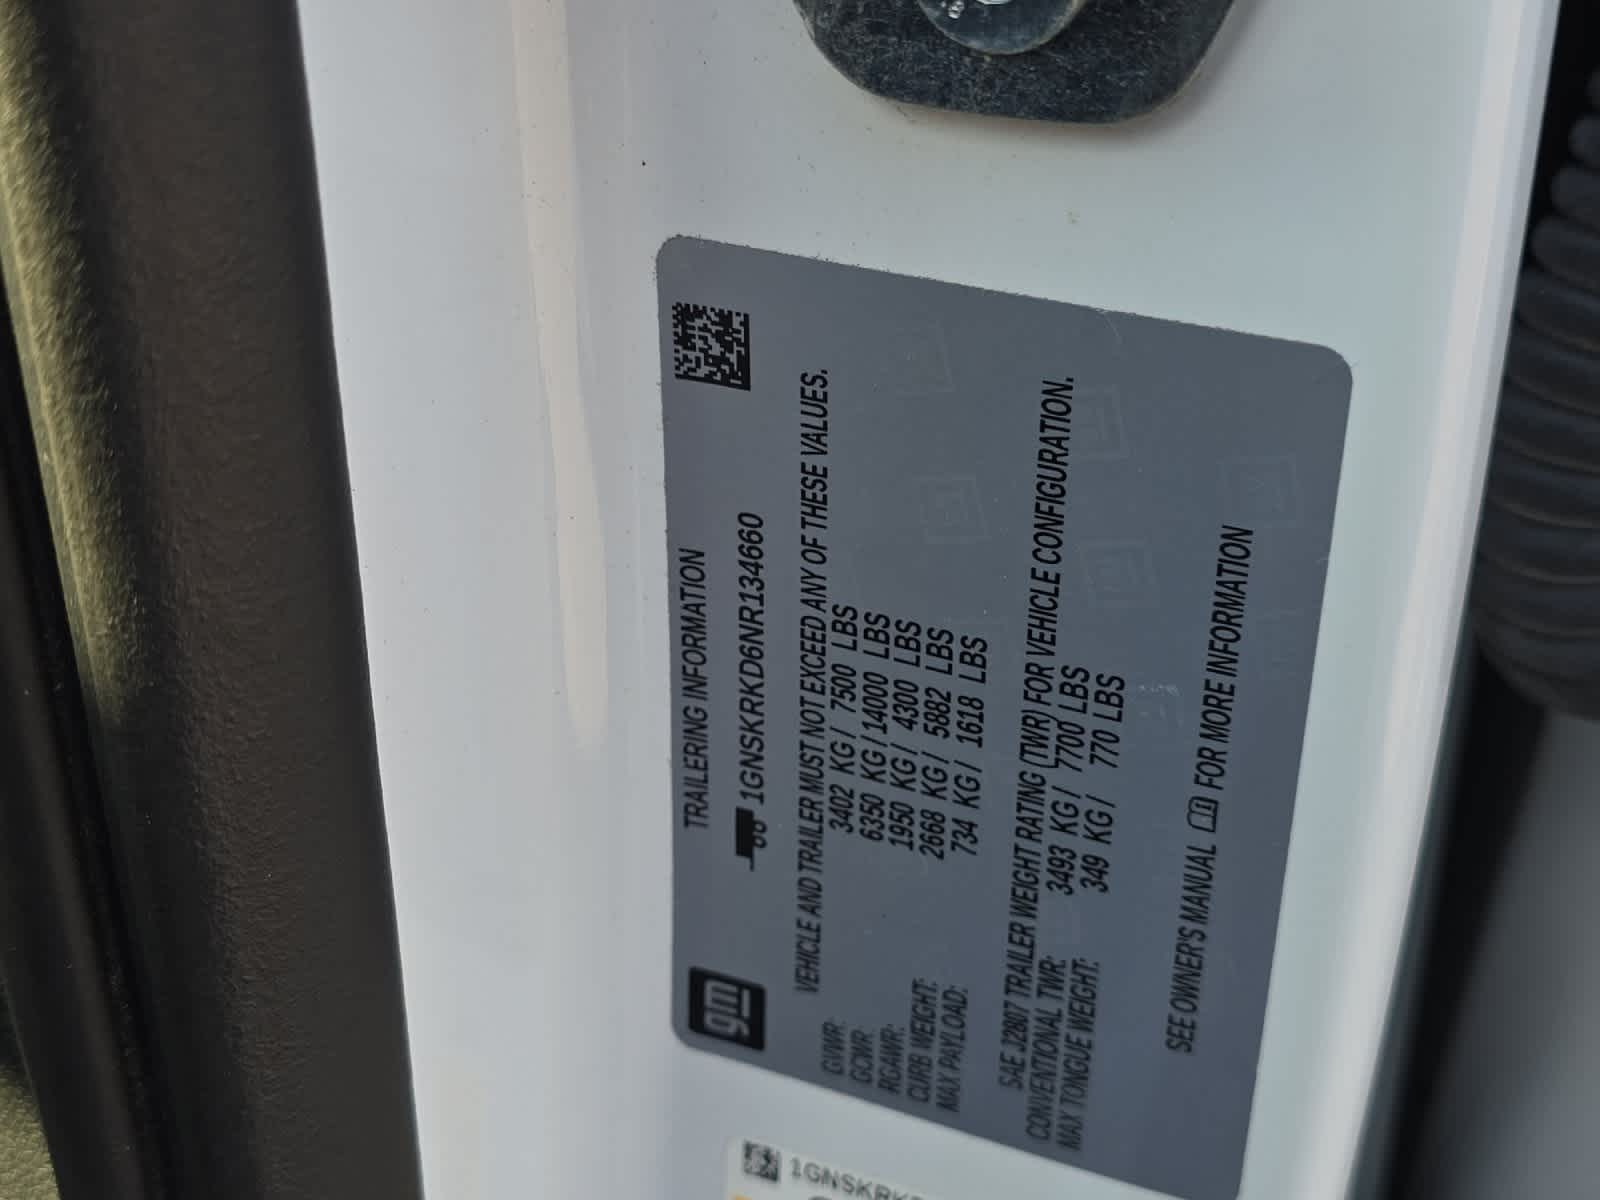 TRAILERING INFORMATION
gm
1GNSKRKD6NR134660
VEHICLE AND TRAILER MUST NOT EXCEED ANY OF THESE VALUES.
GVWR: 3402 KG / 7500 LBS
GCWR: 6350 KG / 14000 LBS
RGAWR: 1950 KG / 4300 LBS
CURB WEIGHT: 2668 KG / 5882 LBS
MAX PAYLOAD: 734 KG / 1618 LBS
SAE J2807 TRAILER WEIGHT RATING (TWR) FOR VEHICLE CONFIGURATION.
CONVENTIONAL TWR: 3493 KG / 7700 LBS
MAX TONGUE WEIGHT: 349 KG / 770 LBS
SEE OWNER'S MANUAL FOR MORE INFORMATION